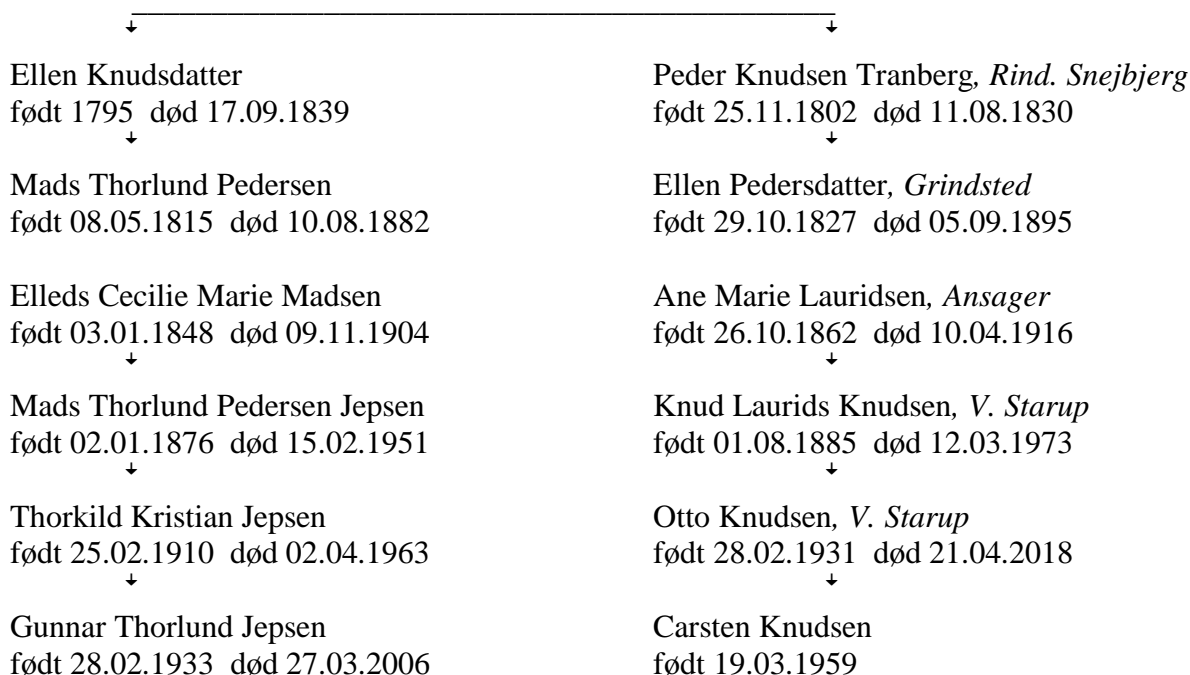 Ellen Knudsdatter
født 1795  død 17.09.1839
Mads Thorlund Pedersen
født 08.05.1815  død 10.08.1882
Elleds Cecilie Marie Madsen
født 03.01.1848  død 09.11.1904
Mads Thorlund Pedersen Jepsen
født 02.01.1876  død 15.02.1951
Thorkild Kristian Jepsen
født 25.02.1910  død 02.04.1963
Gunnar Thorlund Jepsen
født 28.02.1933  død 27.03.2006
Peder Knudsen Tranberg, Rind. Snejbjerg
født 25.11.1802  død 11.08.1830
Ellen Pedersdatter, Grindsted
født 29.10.1827  død 05.09.1895
Ane Marie Lauridsen, Ansager
født 26.10.1862  død 10.04.1916
Knud Laurids Knudsen, V. Starup
født 01.08.1885  død 12.03.1973
Otto Knudsen, V. Starup
født 28.02.1931  død 21.04.2018
Carsten Knudsen
født 19.03.1959